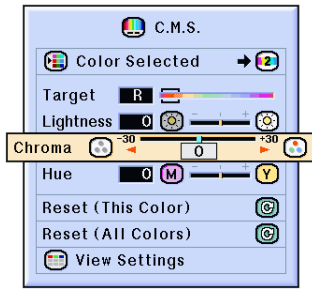 C.M.S.
Color Selected 2
Target R
Lightness 0 - +
Chroma -30 0 +30
Hue 0 M - + Y
Reset (This Color)
Reset (All Colors)
View Settings